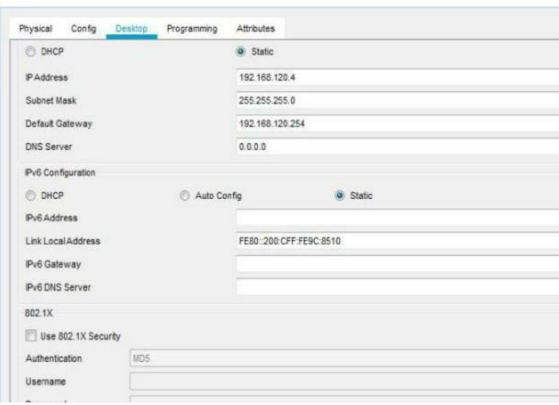 Physical Config Desktop Programming Attributes
DHCP Static
IP Address 192.168.120.4
Subnet Mask 255.255.255.0
Default Gateway 192.168.120.254
DNS Server 0.0.0.0
IPv6 Configuration
DHCP Auto Config Static
IPv6 Address
Link Local Address FE80::200:CFF:FE9C:8510
IPv6 Gateway
IPv6 DNS Server
802.1X
Use 802.1X Security
Authentication MD5
Username